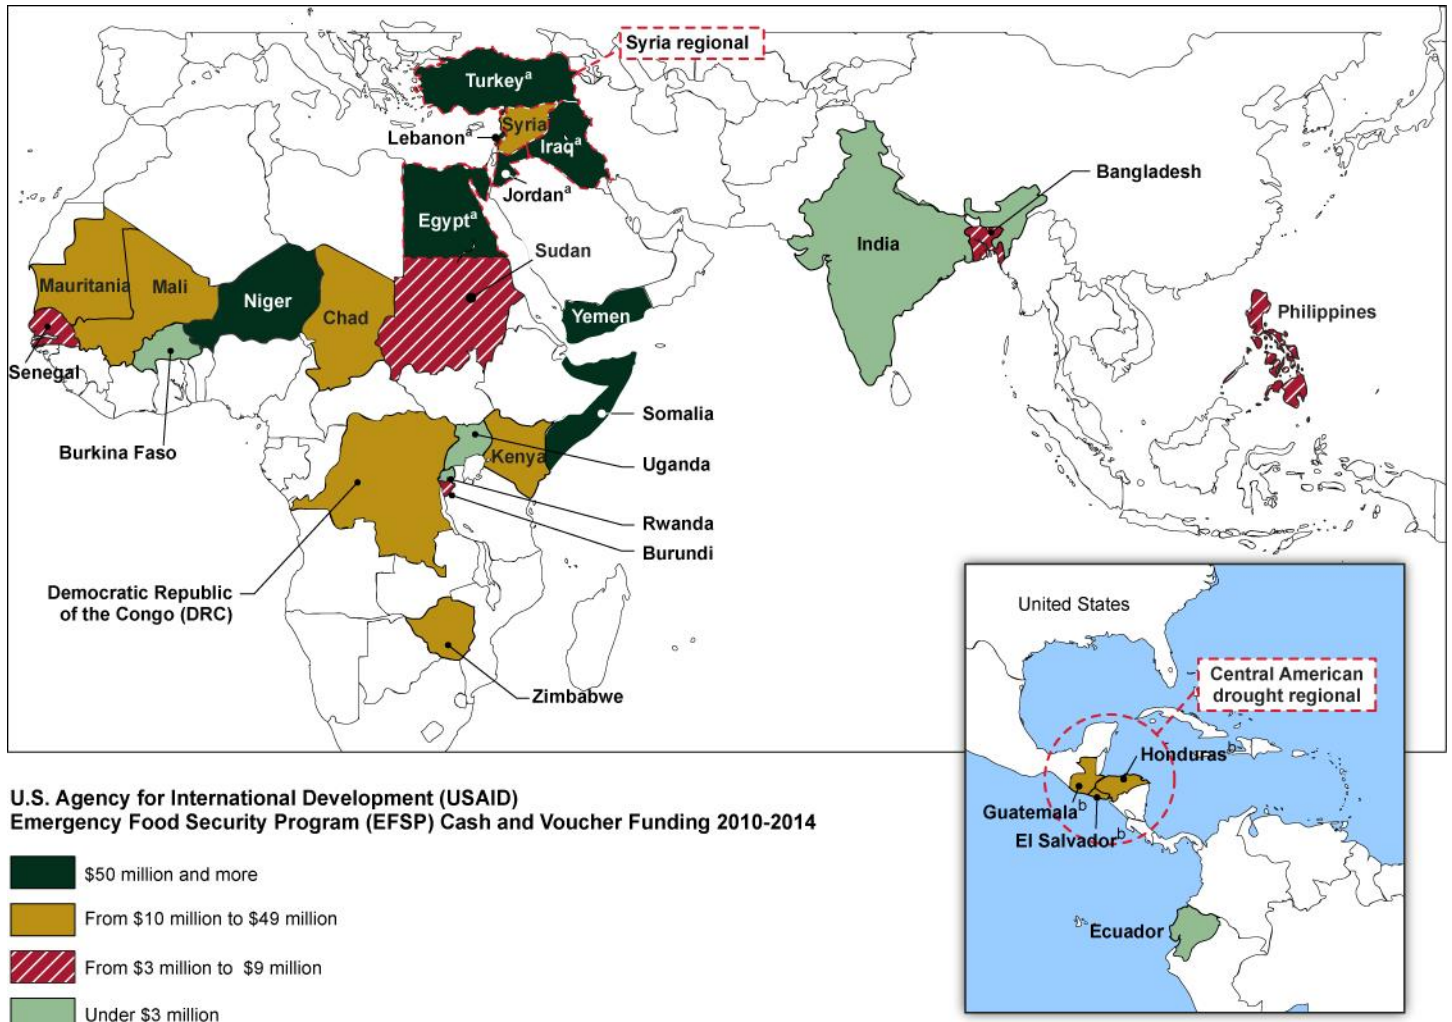 Syria regional
Turkeyª
Syria
Lebanonª
Iraqª
Jordanª
Bangladesh
Egyptª
India
Sudan
Mauritania
Mali
Niger
Chad
Yemen
Philippines
Senegal
Somalia
Burkina Faso
Kenya
Uganda
Rwanda
Burundi
Democratic Republic
of the Congo (DRC)
Zimbabwe
United States
Central American
drought regional
Hondurasᵇ
Guatemalaᵇ
El Salvadorᵇ
Ecuador
U.S. Agency for International Development (USAID)
Emergency Food Security Program (EFSP) Cash and Voucher Funding 2010-2014
$50 million and more
From $10 million to $49 million
From $3 million to $9 million
Under $3 million